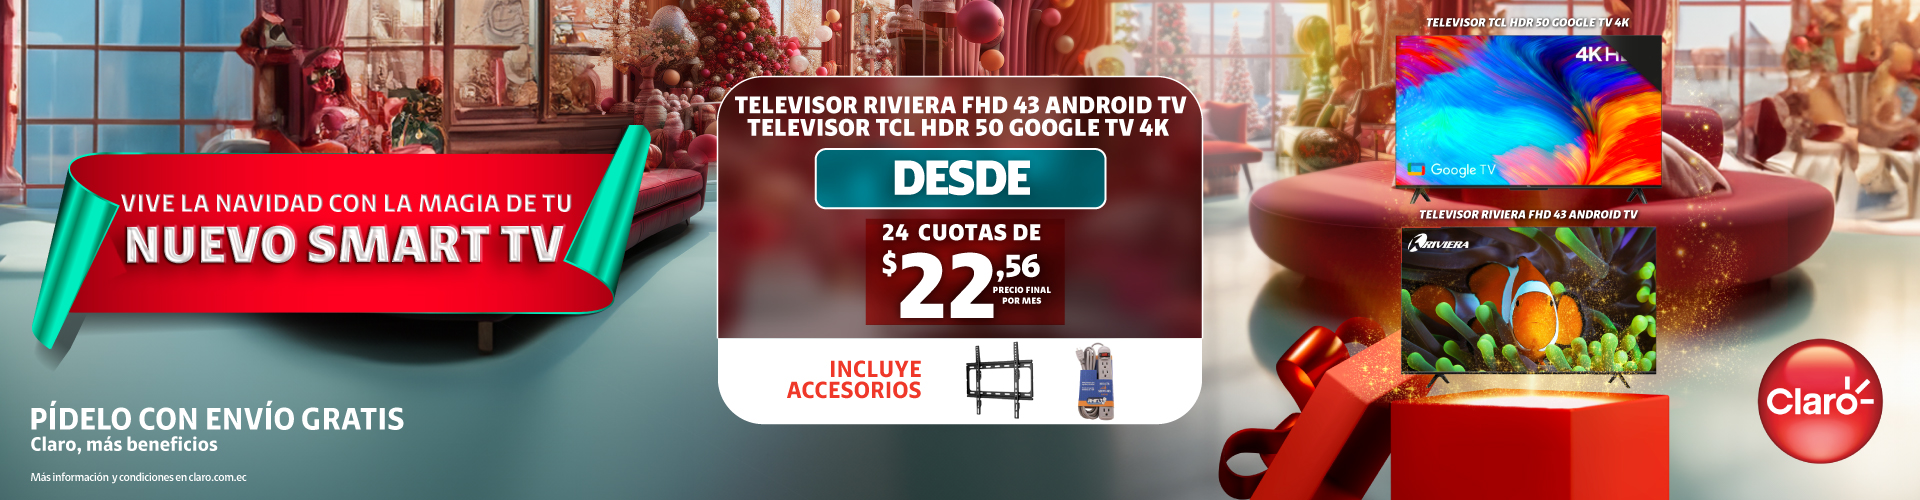 VIVE LA NAVIDAD CON LA MAGIA DE TU
NUEVO SMART TV
PÍDELO CON ENVÍO GRATIS
Claro, más beneficios
Más información y condiciones en claro.com.ec
TELEVISOR RIVIERA FHD 43 ANDROID TV
TELEVISOR TCL HDR 50 GOOGLE TV 4K
DESDE
24 CUOTAS DE
$22,56
PRECIO FINAL
POR MES
INCLUYE
ACCESORIOS
TELEVISOR TCL HDR 50 GOOGLE TV 4K
4K
Google TV
TELEVISOR RIVIERA FHD 43 ANDROID TV
RIVIERA
Claro